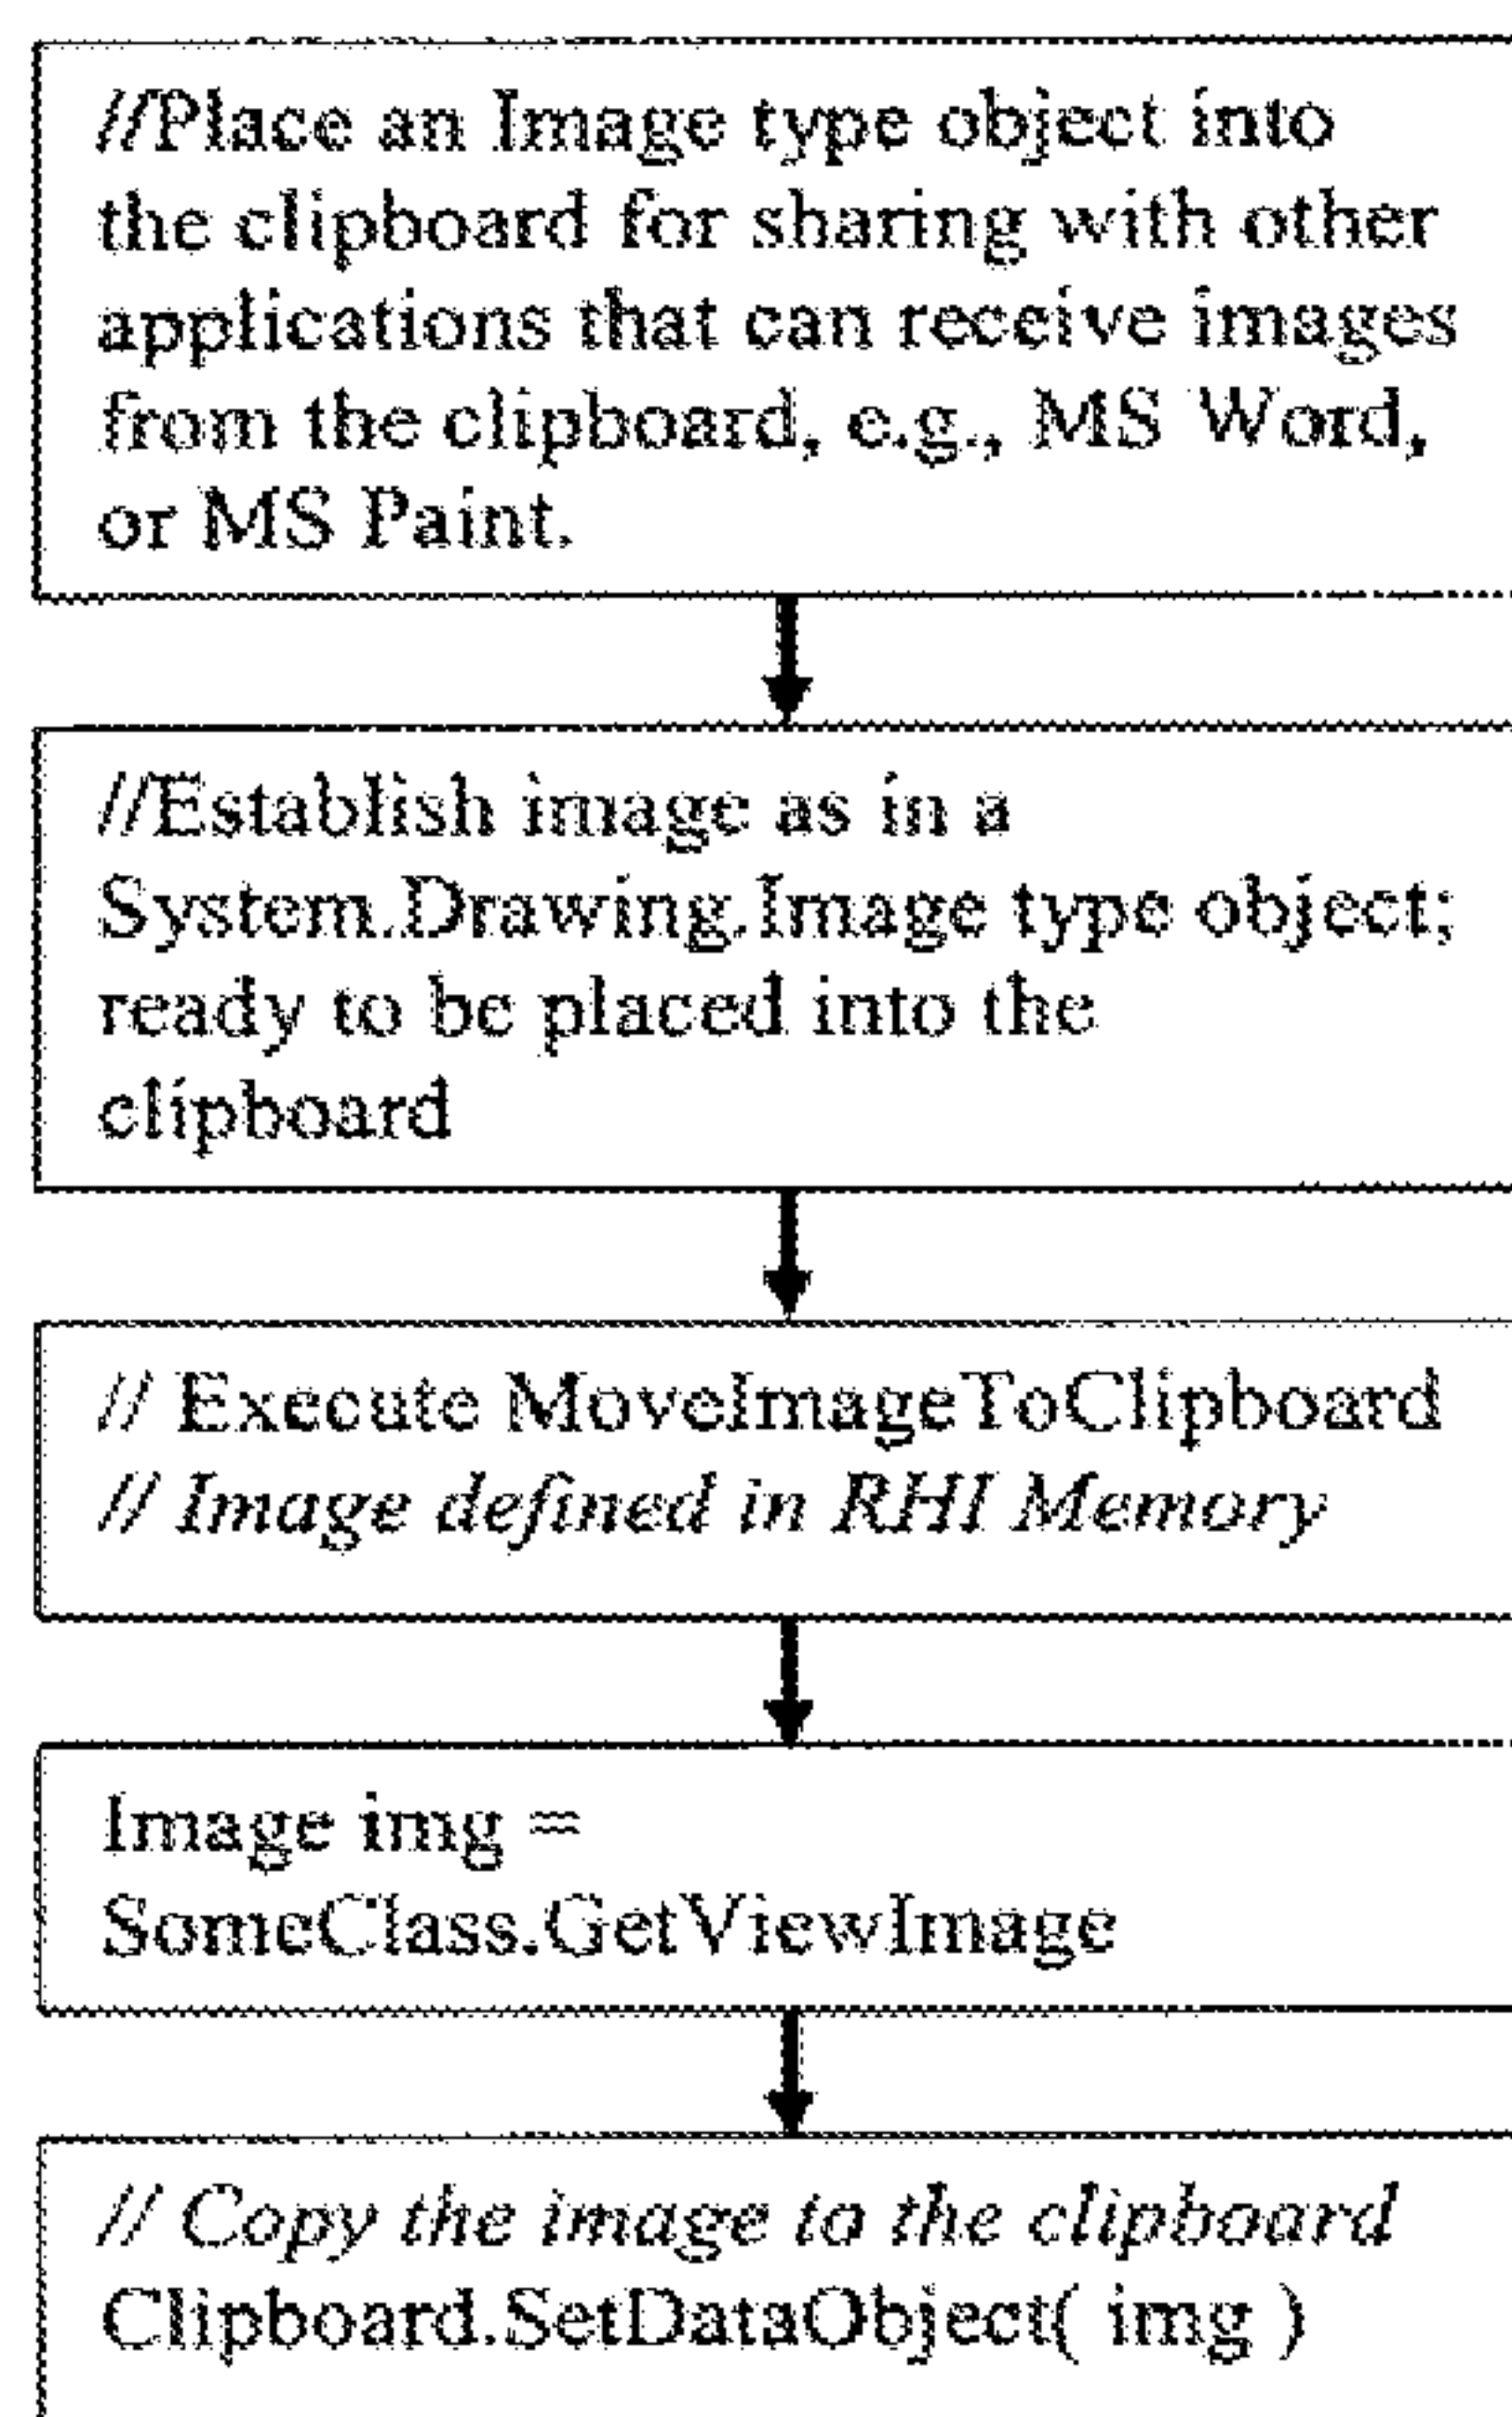 //Place an Image type object into
the clipboard for sharing with other
applications that can receive images
from the clipboard, e.g., MS Word,
or MS Paint.
//Establish image as in a
System.Drawing.Image type object;
ready to be placed into the
clipboard
// Execute MoveImageToClipboard
// Image defined in RHI Memory
Image img =
SomeClass.GetViewImage
// Copy the image to the clipboard
Clipboard.SetDataObject( img )